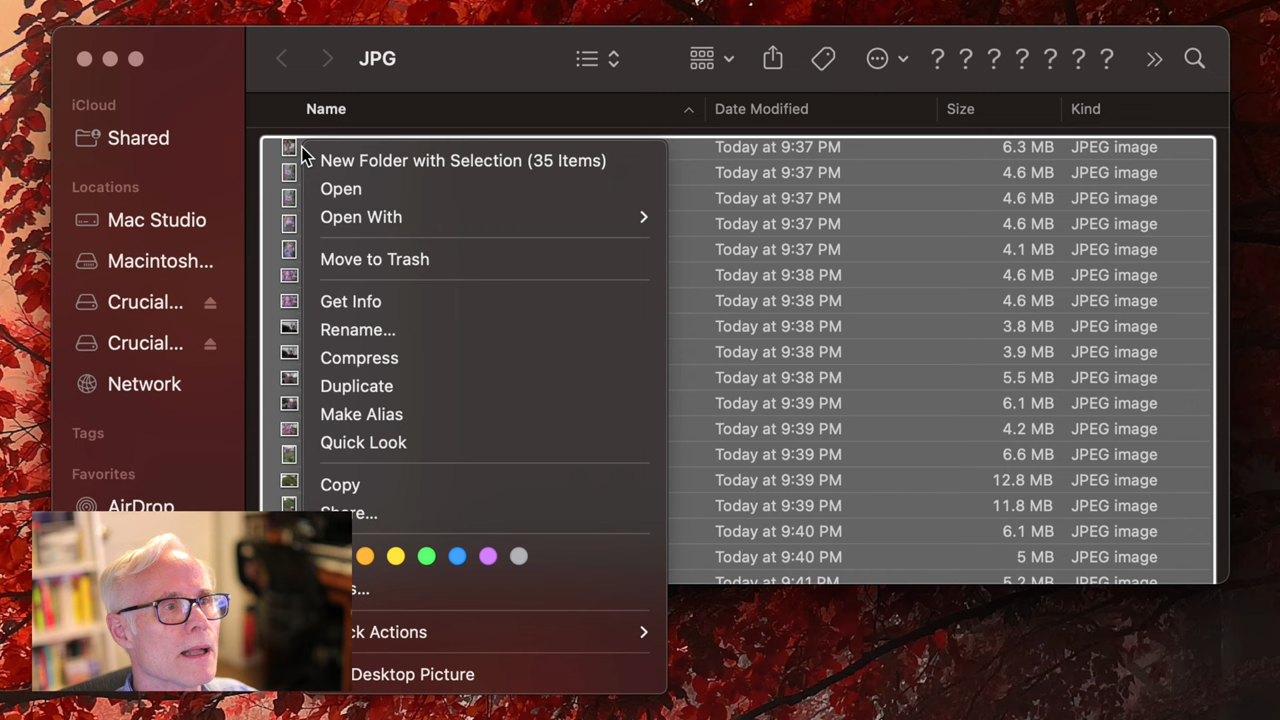 JPG
? ? ? ? ? ? ?
iCloud
Shared
Locations
Mac Studio
Macintosh...
Crucial...
Crucial...
Network
Tags
Favorites
AirDrop
Name Date Modified Size Kind
New Folder with Selection (35 Items)
Open
Open With
Move to Trash
Get Info
Rename...
Compress
Duplicate
Make Alias
Quick Look
Copy
Share...
s...
ck Actions
Desktop Picture
Today at 9:37 PM 6.3 MB JPEG image
Today at 9:37 PM 4.6 MB JPEG image
Today at 9:37 PM 4.6 MB JPEG image
Today at 9:37 PM 4.6 MB JPEG image
Today at 9:37 PM 4.1 MB JPEG image
Today at 9:38 PM 4.6 MB JPEG image
Today at 9:38 PM 4.6 MB JPEG image
Today at 9:38 PM 3.8 MB JPEG image
Today at 9:38 PM 3.9 MB JPEG image
Today at 9:38 PM 5.5 MB JPEG image
Today at 9:39 PM 6.1 MB JPEG image
Today at 9:39 PM 4.2 MB JPEG image
Today at 9:39 PM 6.6 MB JPEG image
Today at 9:39 PM 12.8 MB JPEG image
Today at 9:39 PM 11.8 MB JPEG image
Today at 9:40 PM 6.1 MB JPEG image
Today at 9:40 PM 5 MB JPEG image
Today at 9:41 PM 5.2 MB JPEG image